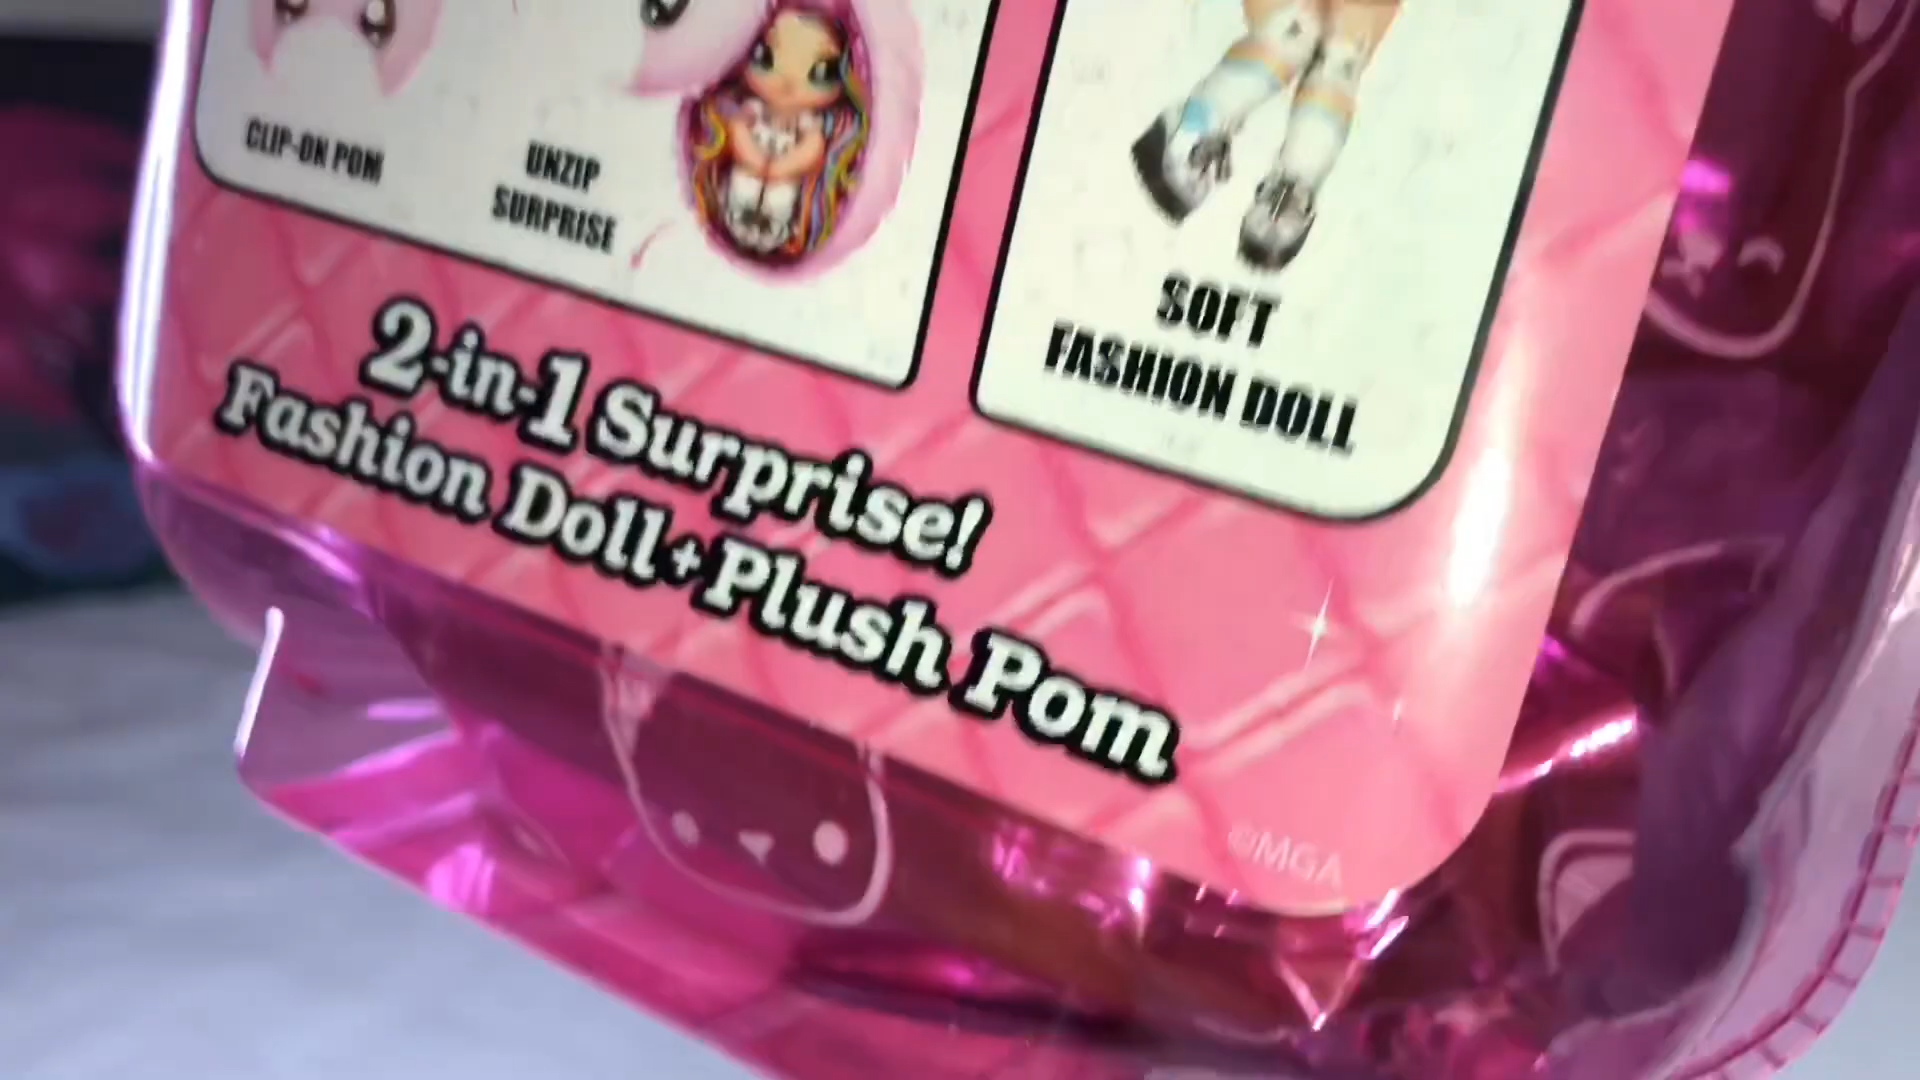 CLIP-ON POM
UNZIP
SURPRISE
SOFT
FASHION DOLL
2-in-1 Surprise!
Fashion Doll + Plush Pom
©MGA